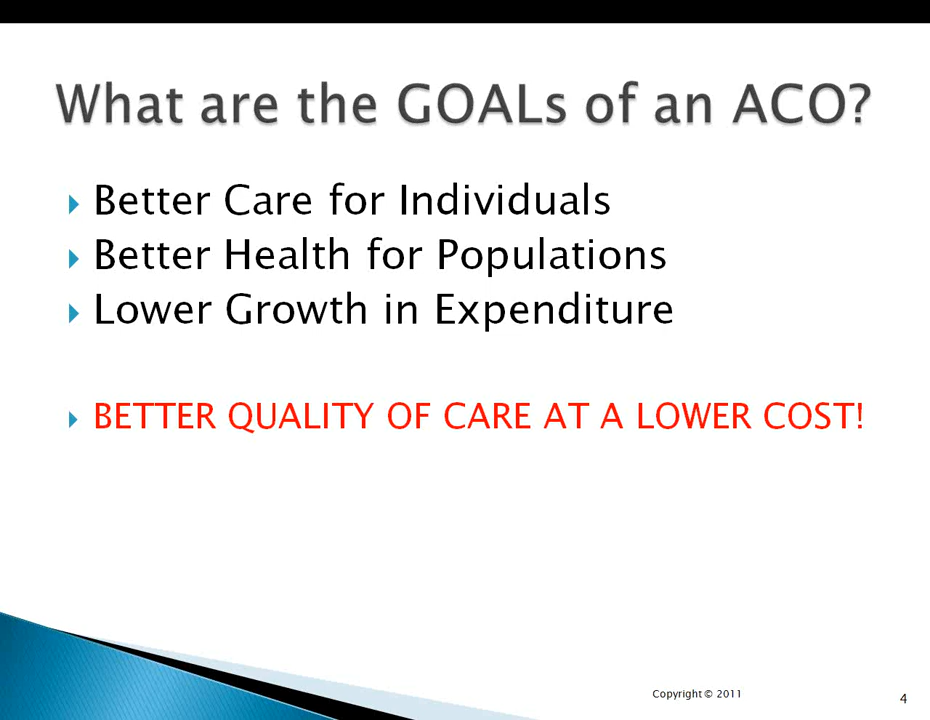 What are the GOALs of an ACO?
Better Care for Individuals
Better Health for Populations
Lower Growth in Expenditure
BETTER QUALITY OF CARE AT A LOWER COST!
Copyright © 2011
4